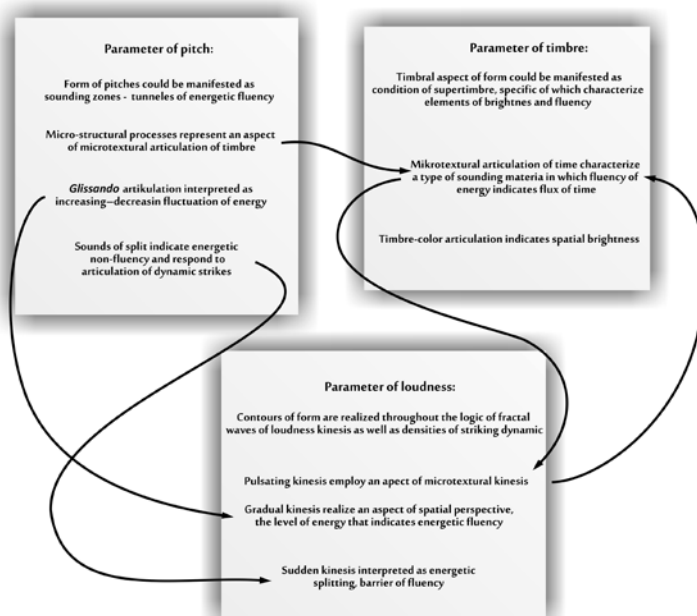 Parameter of pitch:
Form of pitches could be manifested as
sounding zones - tunneles of energetic fluency
Micro-structural processes represent an aspect
of microtextural articulation of timbre
Glissando artikulation interpreted as
increasing–decreasin fluctuation of energy
Sounds of split indicate energetic
non-fluency and respond to
articulation of dynamic strikes
Parameter of timbre:
Timbral aspect of form could be manifested as
condition of supertimbre, specific of which characterize
elements of brightnes and fluency
Mikrotextural articulation of time characterize
a type of sounding materia in which fluency of
energy indicates flux of time
Timbre-color articulation indicates spatial brightness
Parameter of loudness:
Contours of form are realized throughout the logic of fractal
waves of loudness kinesis as well as densities of striking dynamic
Pulsating kinesis employ an apect of microtextural kinesis
Gradual kinesis realize an aspect of spatial perspective,
the level of energy that indicates energetic fluency
Sudden kinesis interpreted as energetic
splitting, barrier of fluency